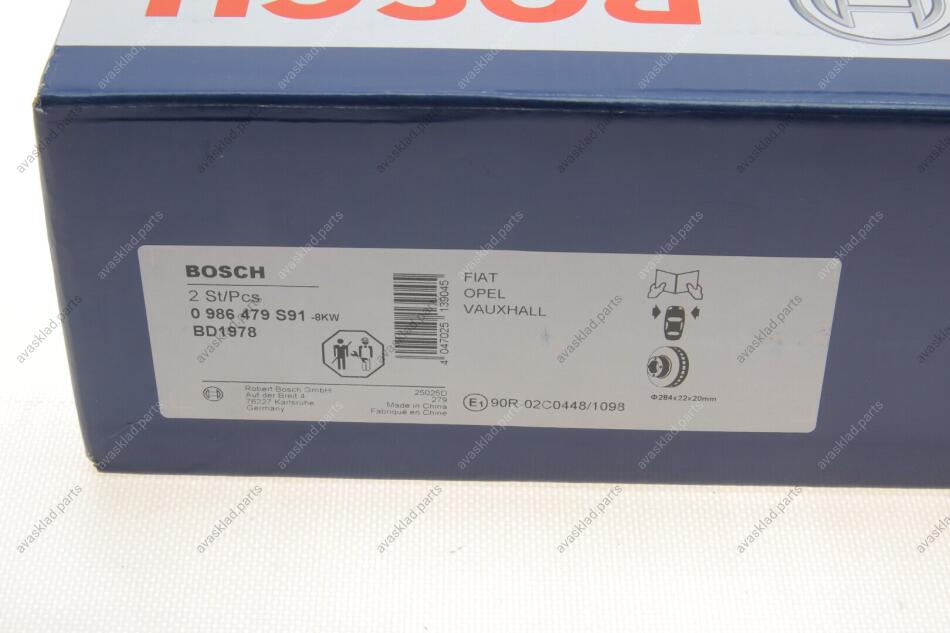 BOSCH
BOSCH
2 St/Pcs
0 986 479 S91 -8KW
BD1978
4 047025 139045
FIAT
OPEL
VAUXHALL
Robert Bosch GmbH
Auf der Breit 4
76227 Karlsruhe
Germany
25025D
279
Made in China
Fabriqué en China
E1 90R-02C0448/1098
Φ284x22x20mm
avasklad.parts